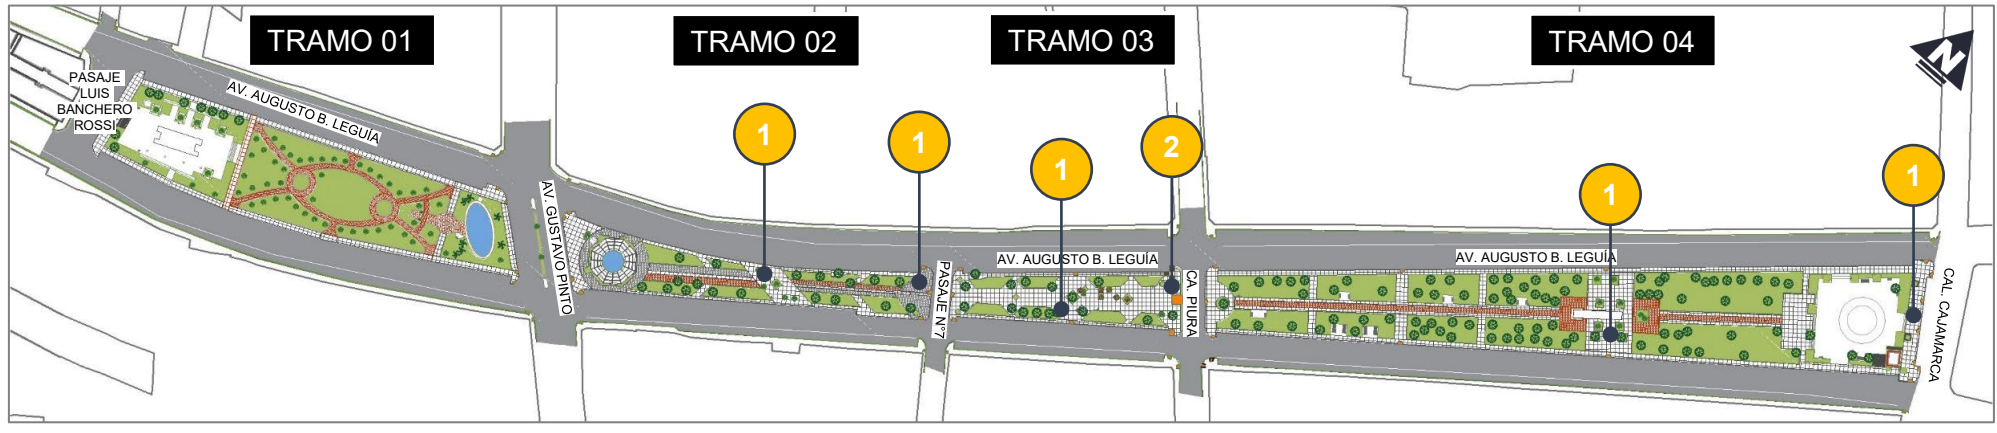 TRAMO 01
TRAMO 02
TRAMO 03
TRAMO 04
N
PASAJE
LUIS
BANCHERO
ROSSI
AV. AUGUSTO B. LEGUÍA
AV. GUSTAVO PINTO
1
1
PASAJE N°7
1
2
AV. AUGUSTO B. LEGUÍA
CA. PIURA
AV. AUGUSTO B. LEGUÍA
1
1
CAL. CAJAMARCA